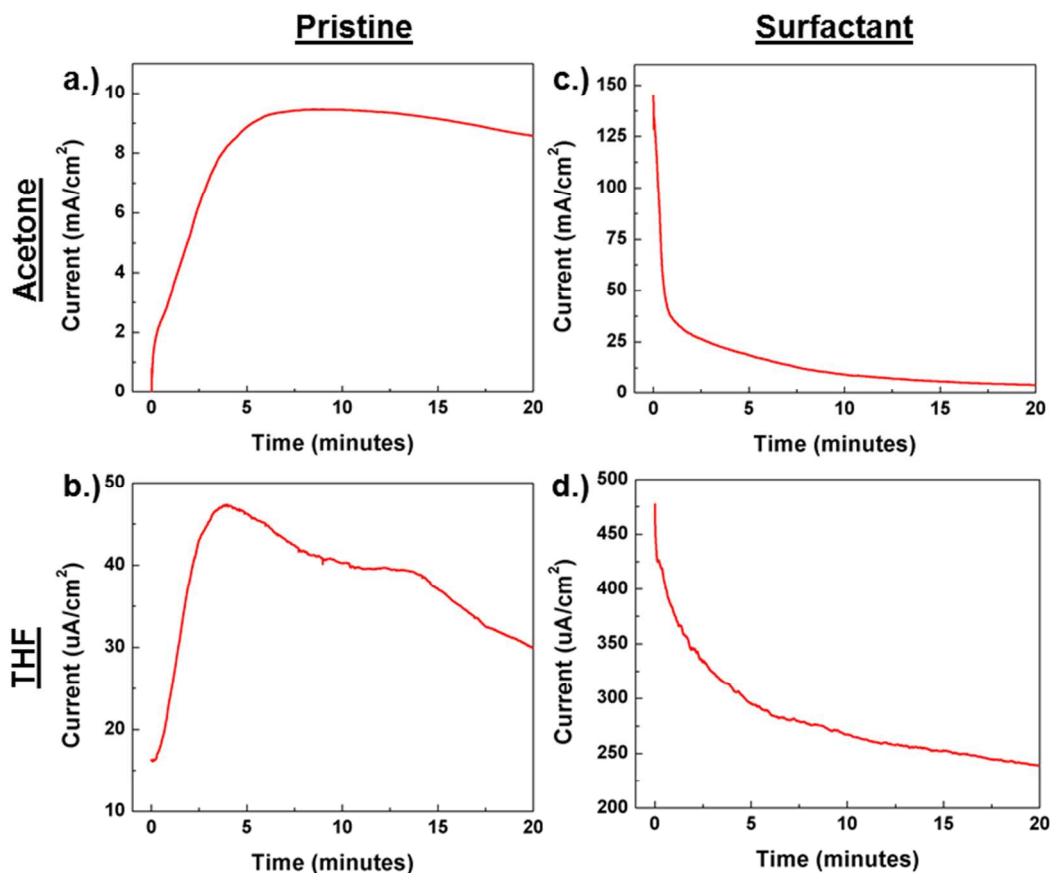 Pristine
Surfactant
Acetone
THF
a.)
Current (mA/cm²)
10
8
6
4
2
0
0 5 10 15 20
Time (minutes)
c.)
Current (mA/cm²)
150
125
100
75
50
25
0
0 5 10 15 20
Time (minutes)
b.)
Current (uA/cm²)
50
40
30
20
10
0 5 10 15 20
Time (minutes)
d.)
Current (uA/cm²)
500
450
400
350
300
250
200
0 5 10 15 20
Time (minutes)